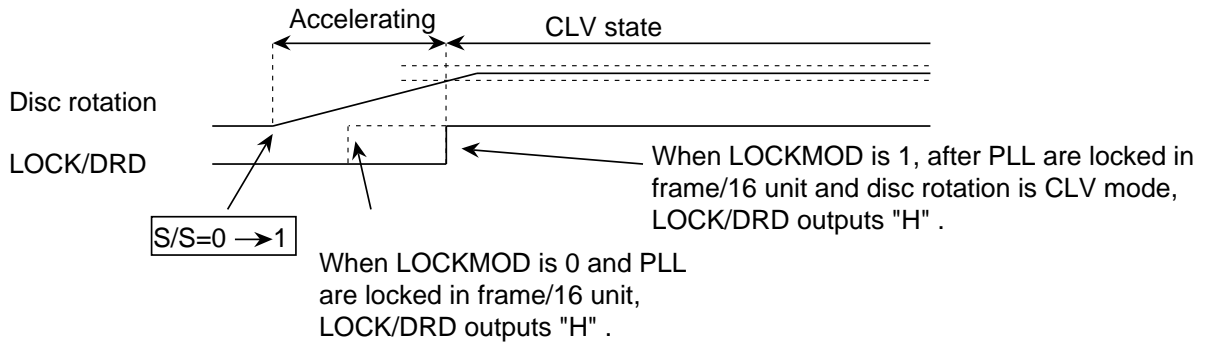 Accelerating
CLV state
Disc rotation
LOCK/DRD
When LOCKMOD is 1, after PLL are locked in
frame/16 unit and disc rotation is CLV mode,
LOCK/DRD outputs "H" .
S/S=0 → 1
When LOCKMOD is 0 and PLL
are locked in frame/16 unit,
LOCK/DRD outputs "H" .